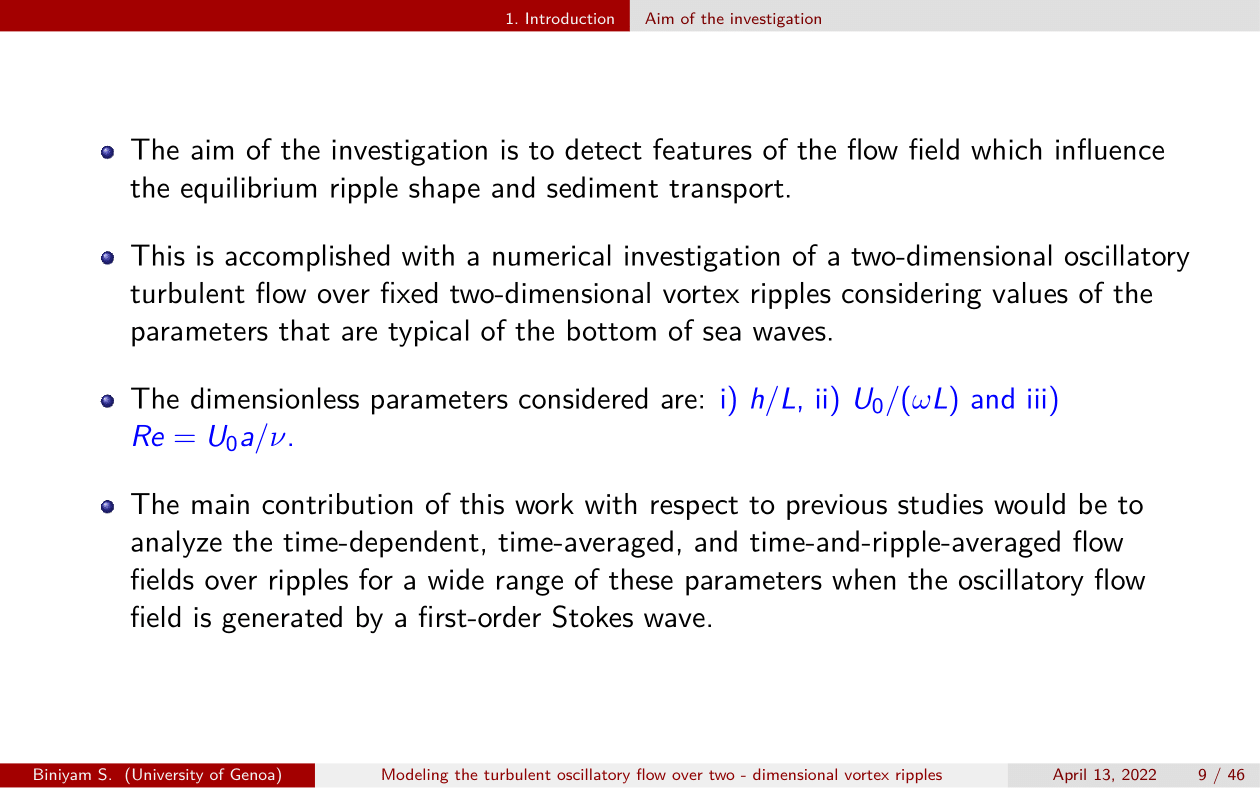 1. Introduction Aim of the investigation
The aim of the investigation is to detect features of the flow field which influence
the equilibrium ripple shape and sediment transport.
This is accomplished with a numerical investigation of a two-dimensional oscillatory
turbulent flow over fixed two-dimensional vortex ripples considering values of the
parameters that are typical of the bottom of sea waves.
The dimensionless parameters considered are: i) h/L, ii) U₀/(ωL) and iii)
Re = U₀a/ν.
The main contribution of this work with respect to previous studies would be to
analyze the time-dependent, time-averaged, and time-and-ripple-averaged flow
fields over ripples for a wide range of these parameters when the oscillatory flow
field is generated by a first-order Stokes wave.
Biniyam S. (University of Genoa) Modeling the turbulent oscillatory flow over two - dimensional vortex ripples April 13, 2022 9 / 46